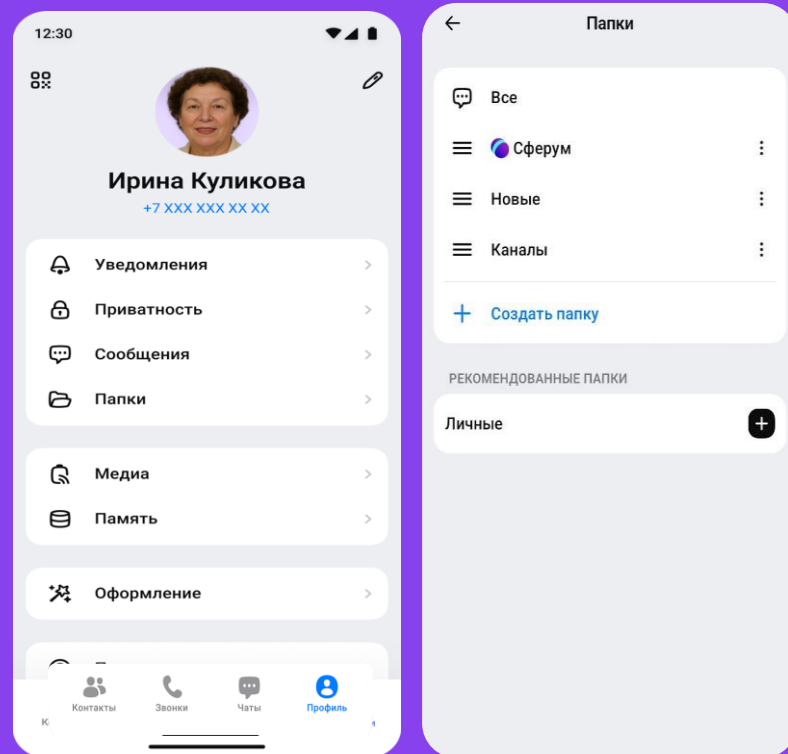 12:30
Ирина Куликова
+7 XXX XXX XX XX
Уведомления
Приватность
Сообщения
Папки
Медиа
Память
Оформление
Контакты
Звонки
Чаты
Профиль
Папки
Все
Сферум
Новые
Каналы
Создать папку
РЕКОМЕНДОВАННЫЕ ПАПКИ
Личные